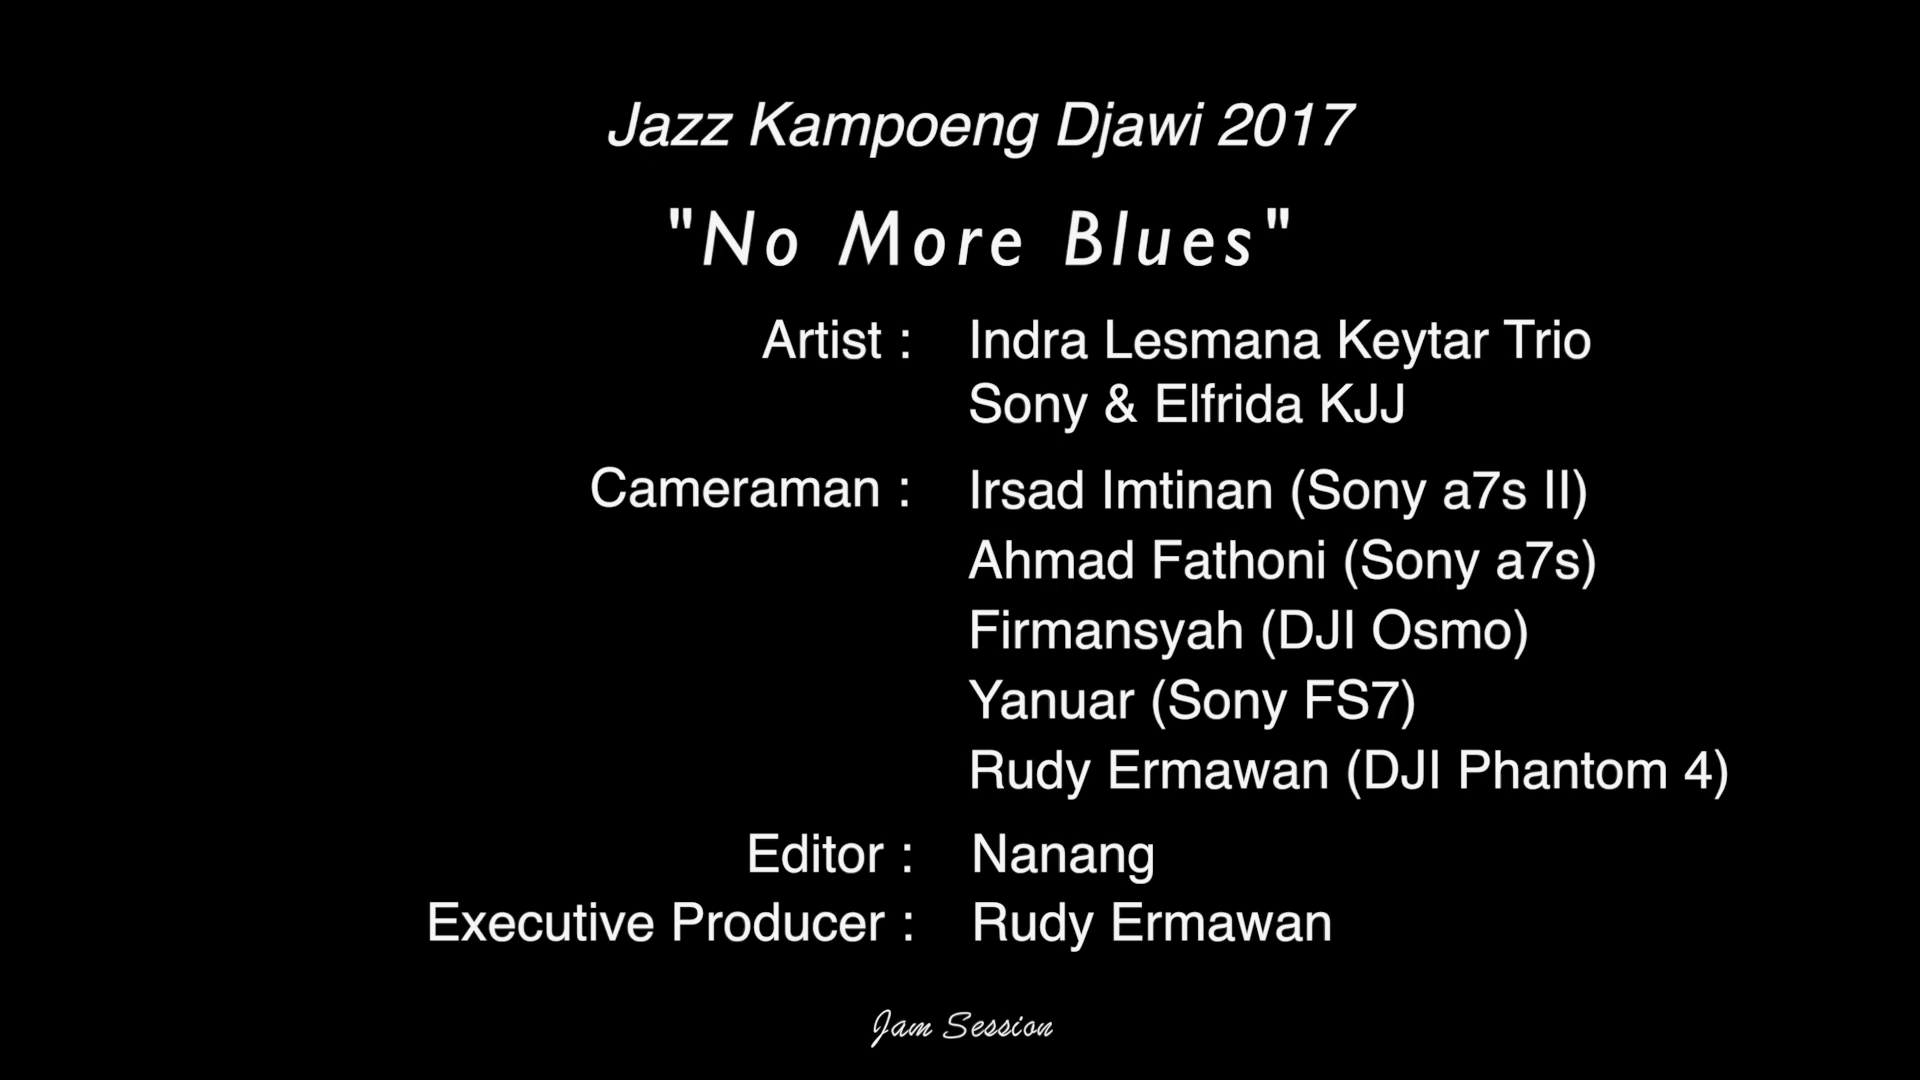 Jazz Kampoeng Djawi 2017
"No More Blues"
Artist : Indra Lesmana Keytar Trio
Sony & Elfrida KJJ
Cameraman : Irsad Imtinan (Sony a7s II)
Ahmad Fathoni (Sony a7s)
Firmansyah (DJI Osmo)
Yanuar (Sony FS7)
Rudy Ermawan (DJI Phantom 4)
Editor : Nanang
Executive Producer : Rudy Ermawan
Jam Session